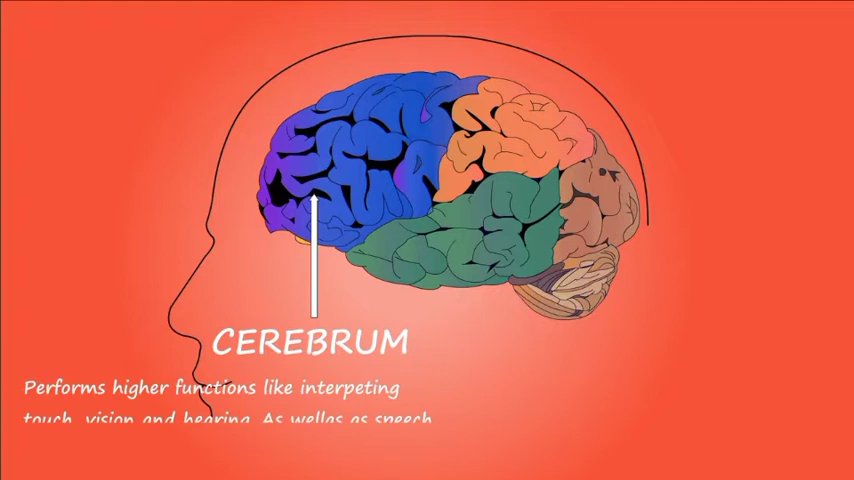 CEREBRUM
Performs higher functions like interpeting
touch, vision and hearing. As wellas as speech